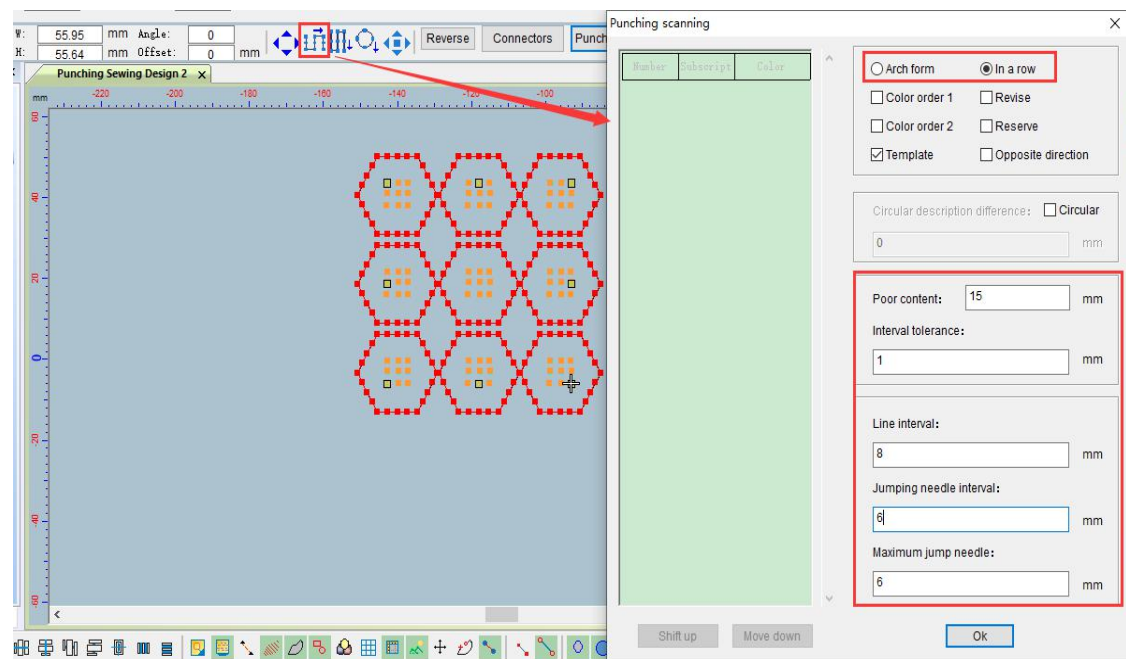 W: 55.95 mm Angle: 0
H: 55.64 mm Offset: 0 mm
Reverse Connectors Punch
Punching Sewing Design 2 x
mm -220 -200 -180 -160 -140 -120 -100
60
40
20
0
-20
-40
-60
Punching scanning
Number Subscript Color
Arch form In a row
Color order 1 Revise
Color order 2 Reserve
Template Opposite direction
Circular description difference: Circular
0 mm
Poor content: 15 mm
Interval tolerance:
1 mm
Line interval:
8 mm
Jumping needle interval:
6 mm
Maximum jump needle:
6 mm
Shift up Move down Ok